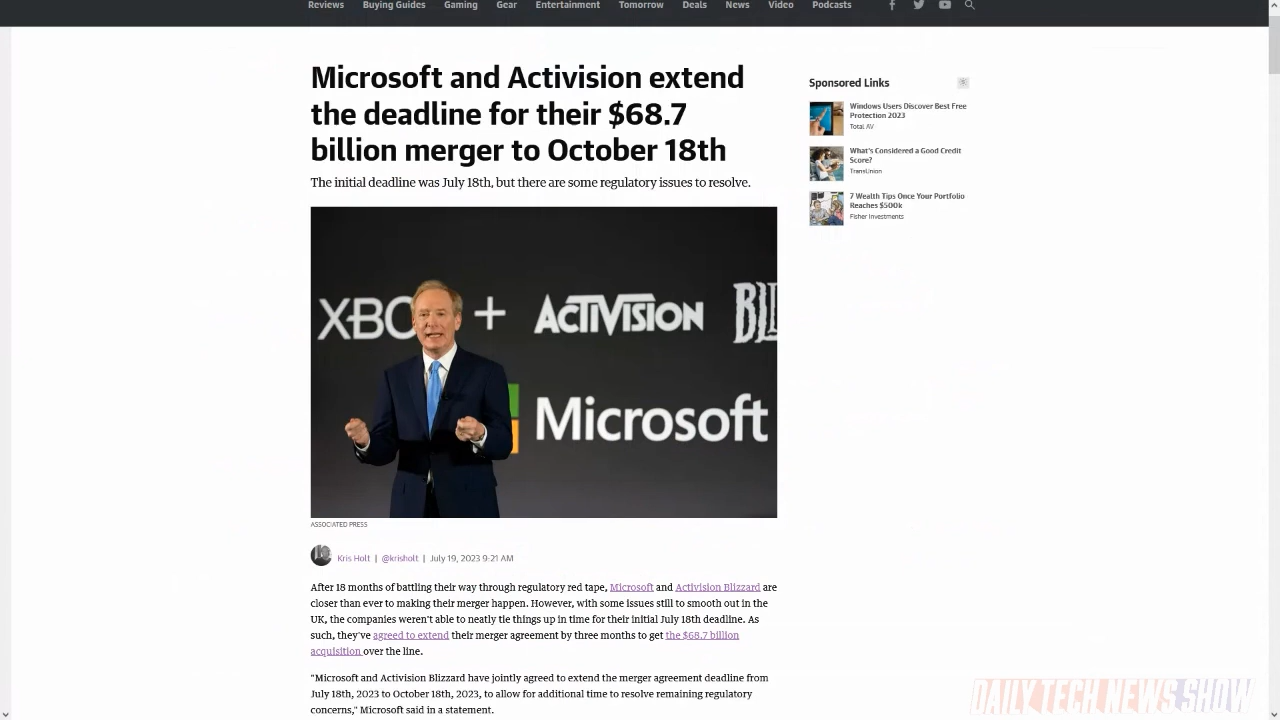 Reviews Buying Guides Gaming Gear Entertainment Tomorrow Deals News Video Podcasts
Microsoft and Activision extend
the deadline for their $68.7
billion merger to October 18th
The initial deadline was July 18th, but there are some regulatory issues to resolve.
XBO + ACTIVISION BLI
Microsoft
ASSOCIATED PRESS
Kris Holt | @krisholt | July 19, 2023 9:21 AM
After 18 months of battling their way through regulatory red tape, Microsoft and Activision Blizzard are
closer than ever to making their merger happen. However, with some issues still to smooth out in the
UK, the companies weren't able to neatly tie things up in time for their initial July 18th deadline. As
such, they've agreed to extend their merger agreement by three months to get the $68.7 billion
acquisition over the line.
"Microsoft and Activision Blizzard have jointly agreed to extend the merger agreement deadline from
July 18th, 2023 to October 18th, 2023, to allow for additional time to resolve remaining regulatory
concerns," Microsoft said in a statement.
Sponsored Links
Windows Users Discover Best Free
Protection 2023
Total AV
What's Considered a Good Credit
Score?
TransUnion
7 Wealth Tips Once Your Portfolio
Reaches $500k
Fisher Investments
DAILY TECH NEWS SHOW